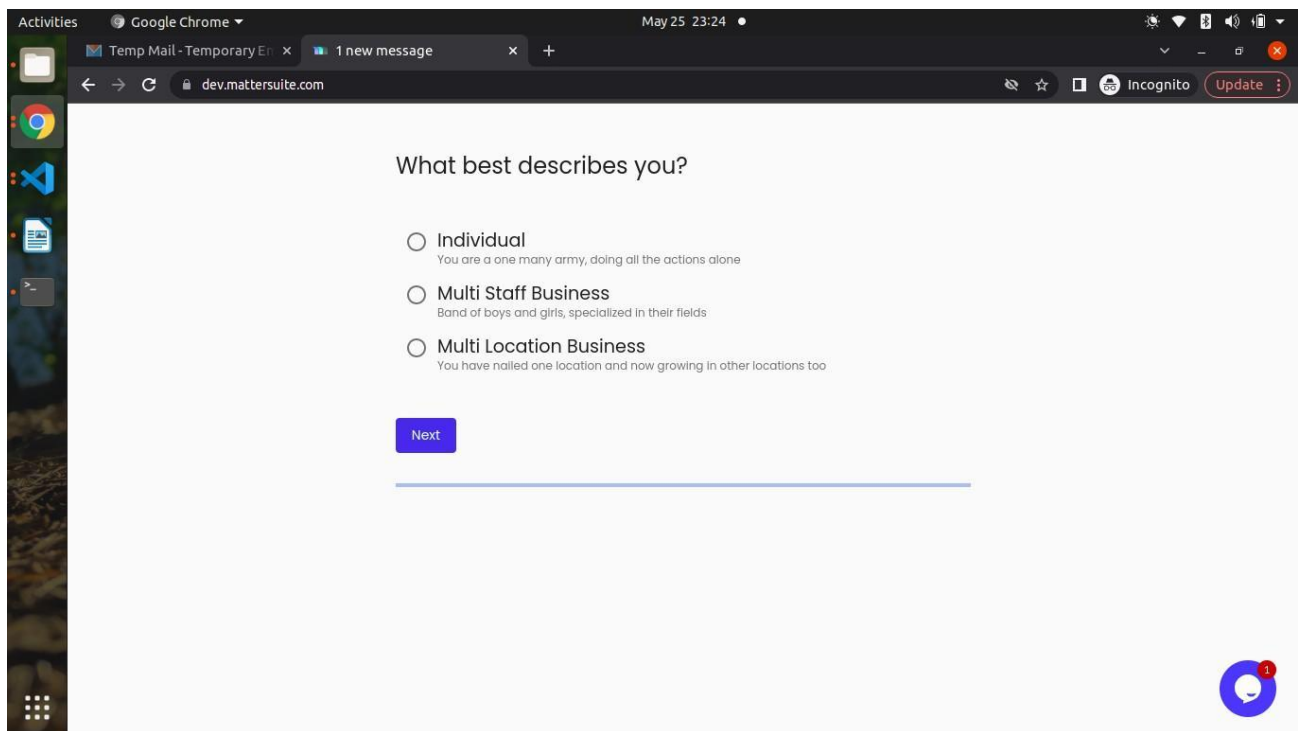 Activities Google Chrome May 25 23:24
Temp Mail - Temporary En 1 new message
dev.mattersuite.com Incognito Update
What best describes you?
Individual
You are a one many army, doing all the actions alone
Multi Staff Business
Band of boys and girls, specialized in their fields
Multi Location Business
You have nailed one location and now growing in other locations too
Next
1